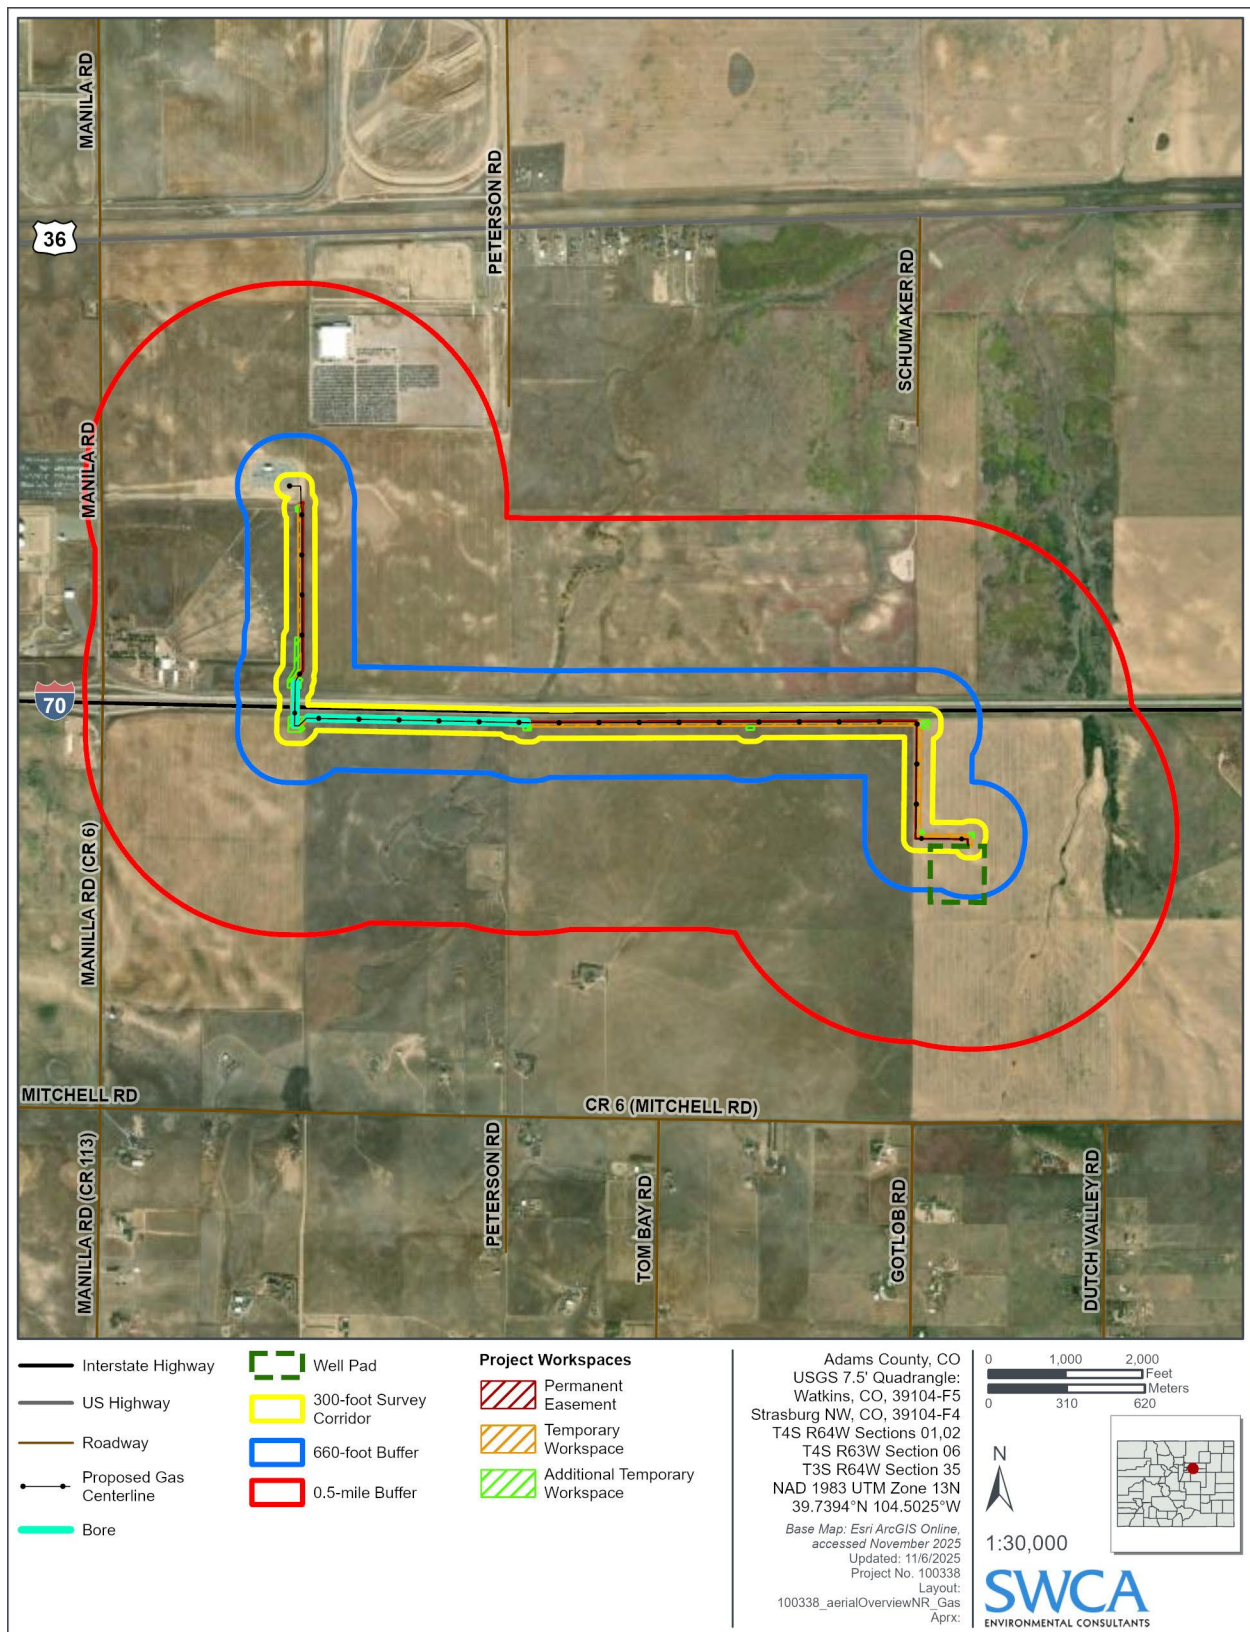 MANILA RD
PETERSON RD
36
SCHUMAKER RD
MANILA RD
70
MANILLA RD (CR 6)
MITCHELL RD
CR 6 (MITCHELL RD)
MANILLA RD (CR 113)
PETERSON RD
TOM BAY RD
GOTLOB RD
DUTCH VALLEY RD
Interstate Highway
US Highway
Roadway
Proposed Gas
Centerline
Bore
Well Pad
300-foot Survey
Corridor
660-foot Buffer
0.5-mile Buffer
Project Workspaces
Permanent
Easement
Temporary
Workspace
Additional Temporary
Workspace
Adams County, CO
USGS 7.5' Quadrangle:
Watkins, CO, 39104-F5
Strasburg NW, CO, 39104-F4
T4S R64W Sections 01,02
T4S R63W Section 06
T3S R64W Section 35
NAD 1983 UTM Zone 13N
39.7394°N 104.5025°W
Base Map: Esri ArcGIS Online,
accessed November 2025
Updated: 11/6/2025
Project No. 100338
Layout:
100338_aerialOverviewNR_Gas
Aprx:
0 1,000 2,000
Feet
Meters
0 310 620
N
1:30,000
SWCA
ENVIRONMENTAL CONSULTANTS